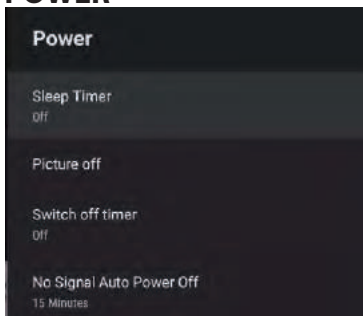 POWER
Power
Sleep Timer
Off
Picture off
Switch off timer
Off
No Signal Auto Power Off
15 Minutes